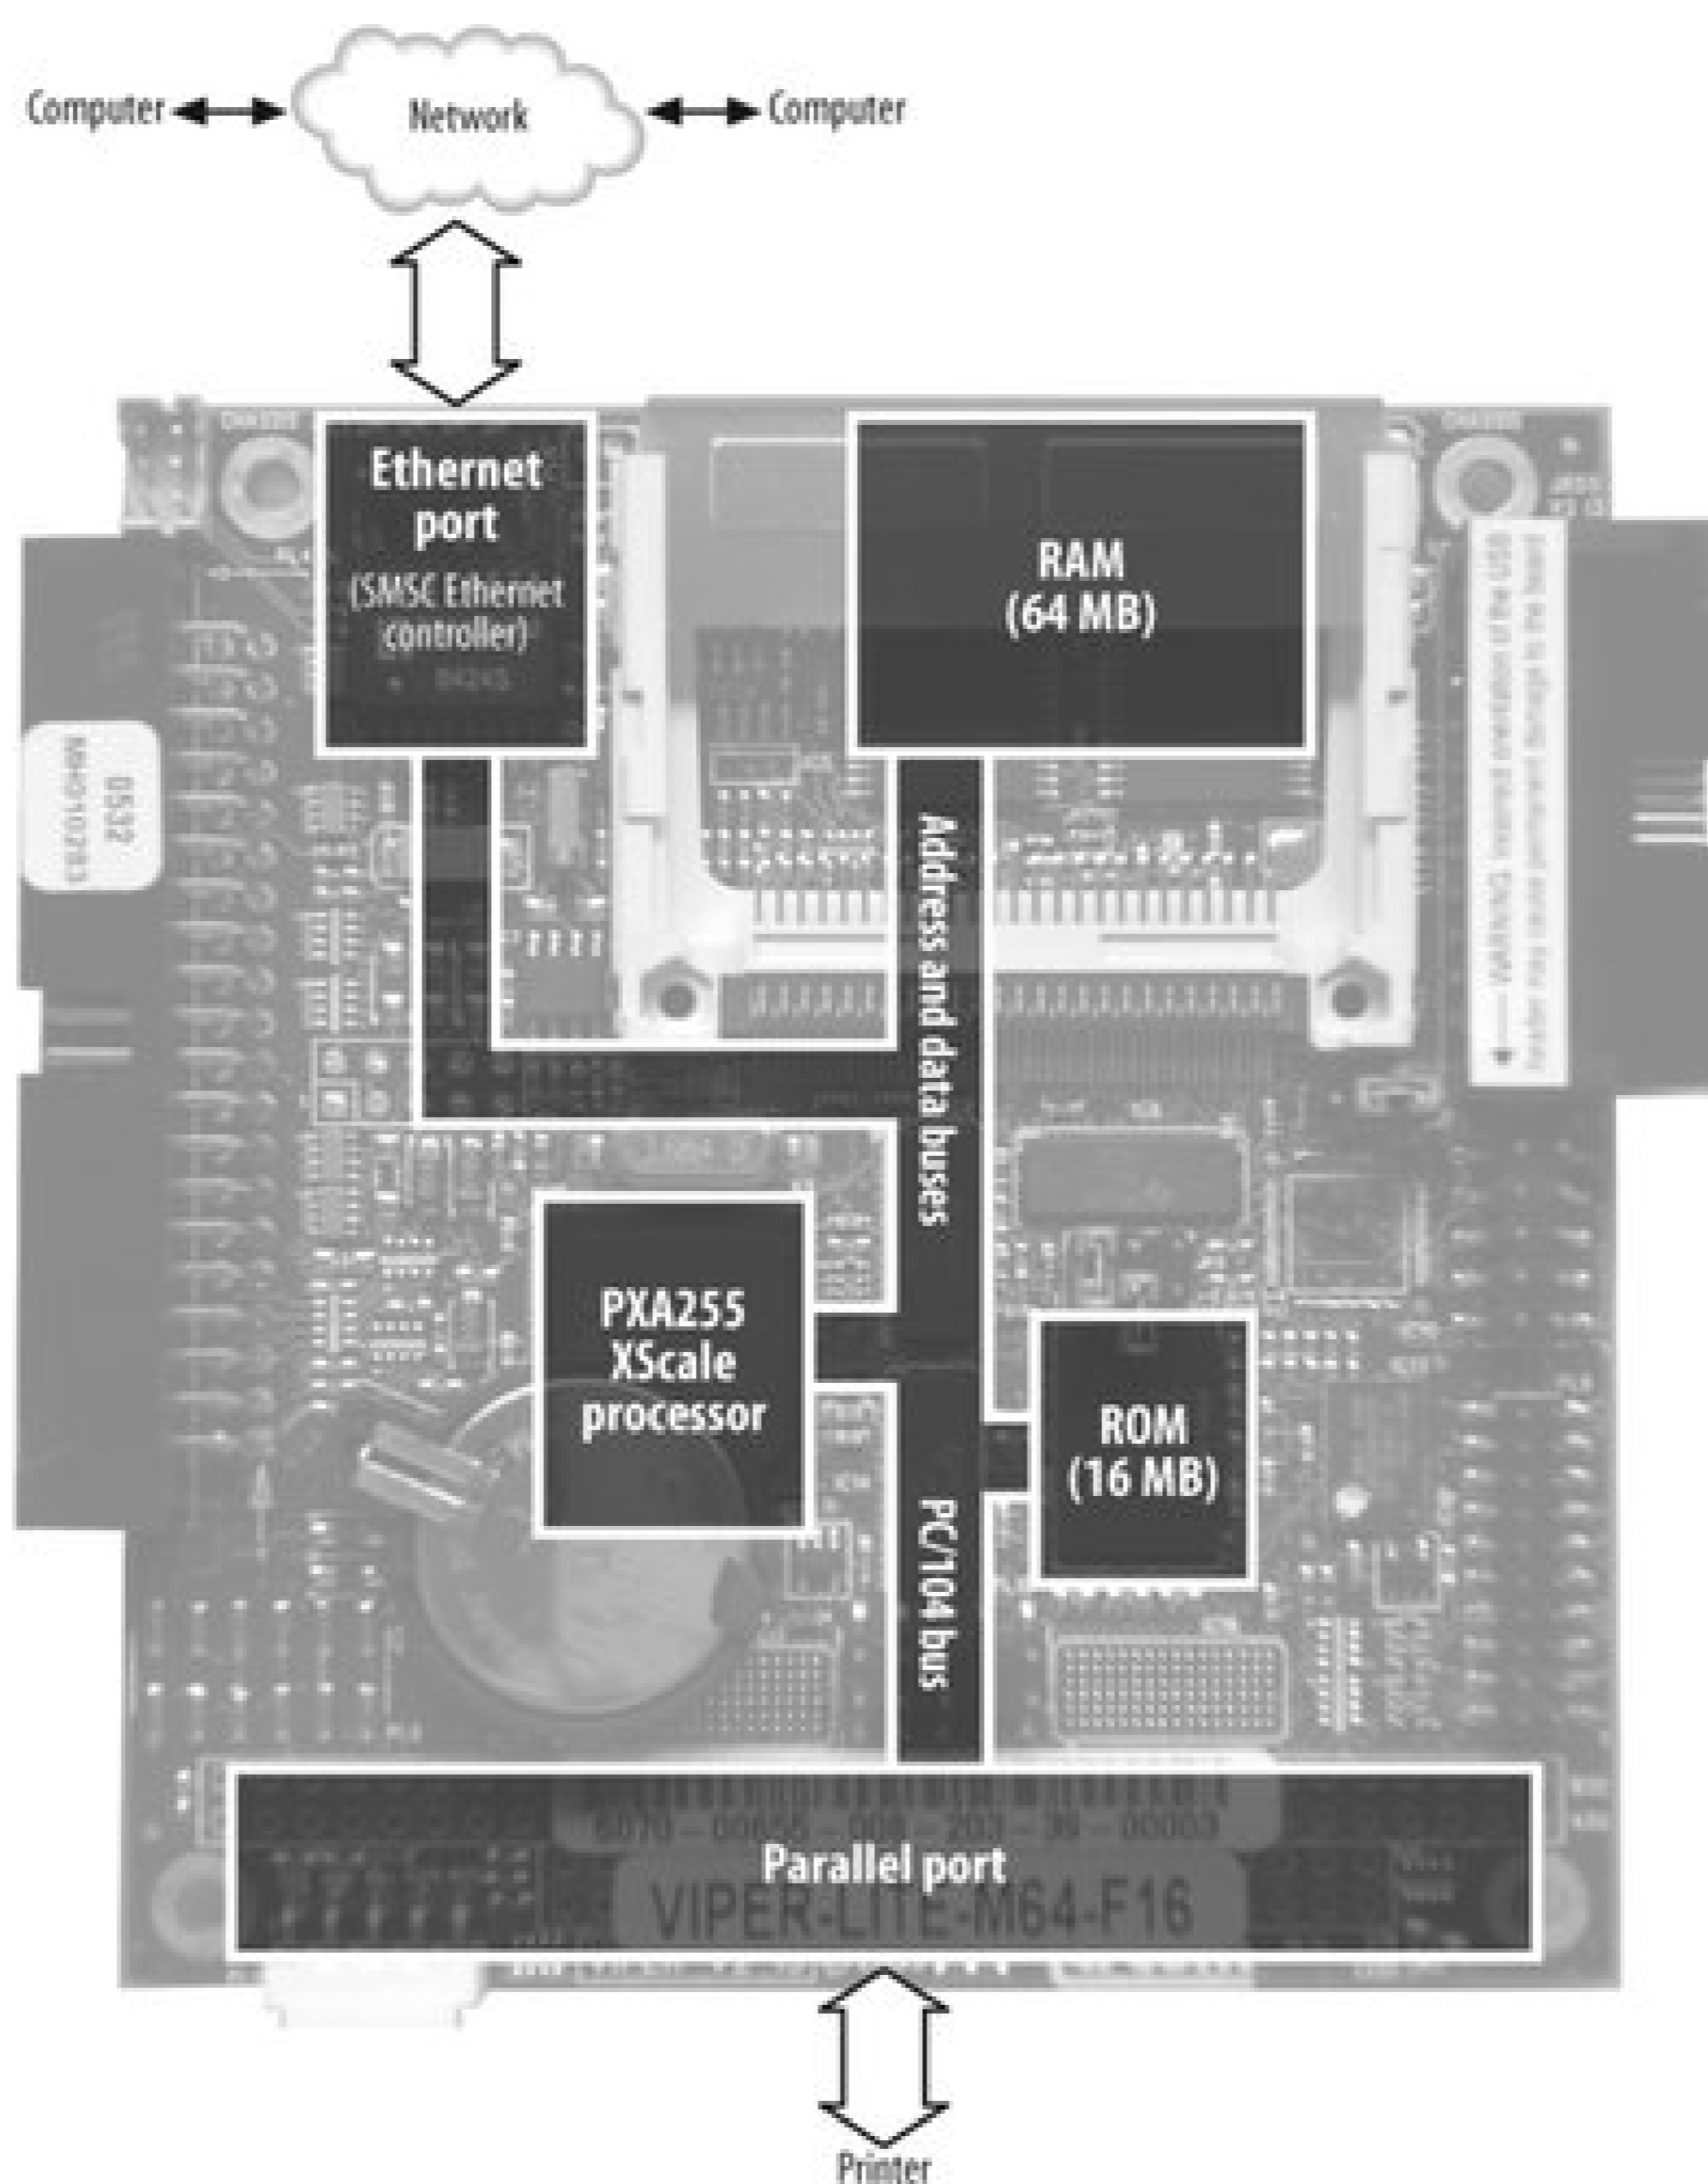 Computer
Network
Computer
Ethernet
port
(SMSC Ethernet
controller)
RAM
(64 MB)
0532
Address and data buses
PXA255
XScale
processor
ROM
(16 MB)
PC/104 bus
Parallel port
VIPER-LITE-M64-F16
Printer